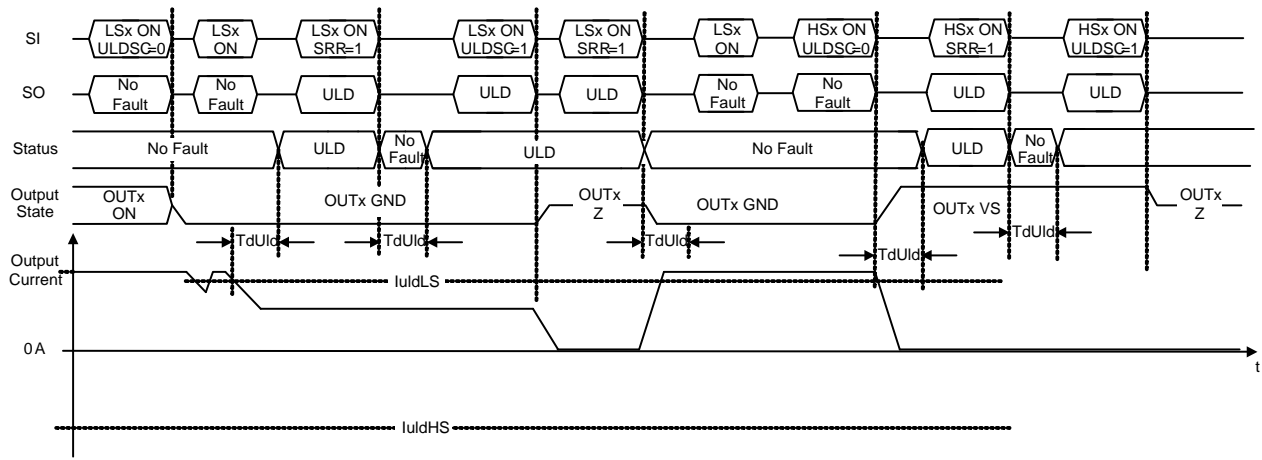 SI
LSx ON
ULDSC=0
LSx
ON
LSx ON
SRR=1
LSx ON
ULDSC=1
LSx ON
SRR=1
LSx
ON
HSx ON
ULDSC=0
HSx ON
SRR=1
HSx ON
ULDSC=1
SO
No
Fault
No
Fault
ULD
ULD
ULD
No
Fault
No
Fault
ULD
ULD
Status
No Fault
ULD
No
Fault
ULD
No Fault
ULD
No
Fault
Output
State
OUTx
ON
OUTx GND
OUTx
Z
OUTx GND
OUTx VS
OUTx
Z
TdUld
TdUld
TdUld
TdUld
TdUld
Output
Current
IuldLS
0 A
t
IuldHS